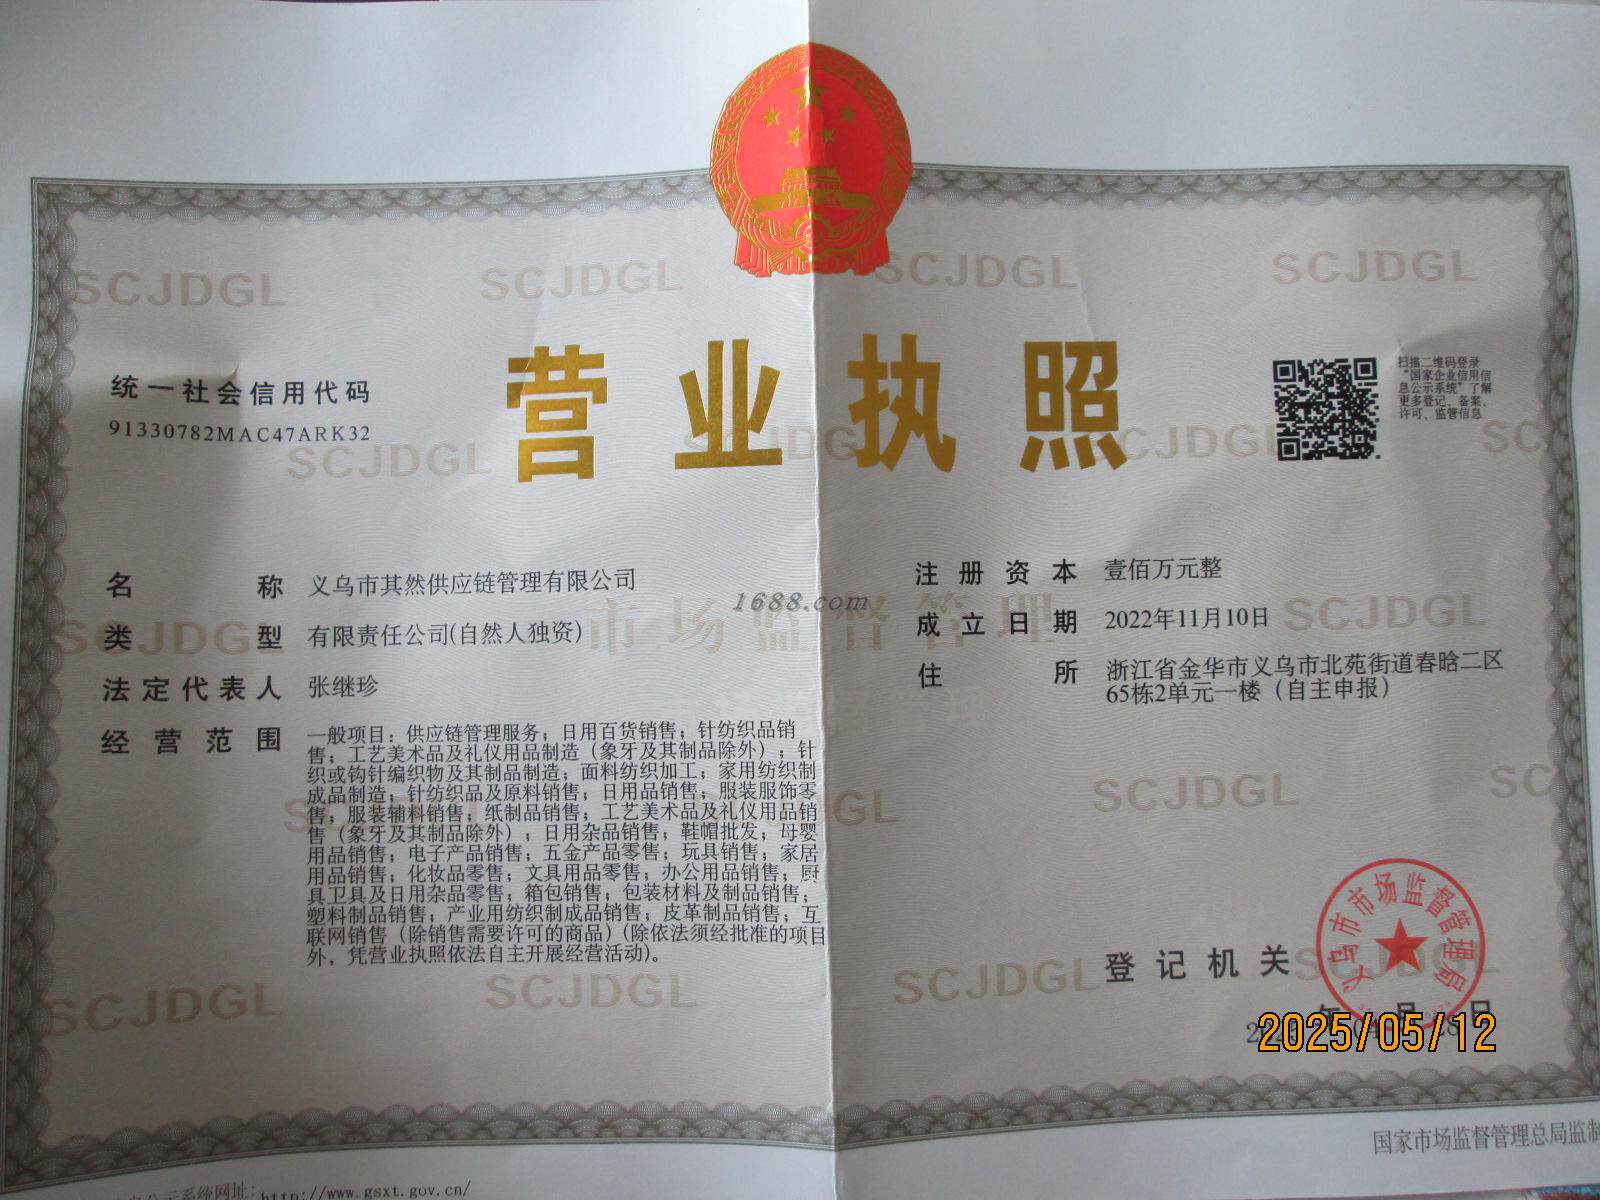 SCJDGL
SCJDGL
SCJDGL
SCJDGL
统一社会信用代码
91330782MAC47ARK32
营业执照
扫描二维码登录
“国家企业信用信
息公示系统”了解
更多登记、备案、
许可、监管信息
SCJDGL
SCJDGL
SC
名称 义乌市其然供应链管理有限公司
类型 有限责任公司(自然人独资)
法定代表人 张继珍
经营范围 一般项目：供应链管理服务；日用百货销售；针纺织品销
售；工艺美术品及礼仪用品制造（象牙及其制品除外）；针
织或钩针编织物及其制品制造；面料纺织加工；家用纺织制
成品制造；针纺织品及原料销售；日用品销售；服装服饰零
售；服装辅料销售；纸制品销售；工艺美术品及礼仪用品销
售（象牙及其制品除外）；日用杂品销售；鞋帽批发；母婴
用品销售；电子产品销售；五金产品零售；玩具销售；家居
用品销售；化妆品零售；文具用品零售；办公用品销售；厨
具卫具及日用杂品零售；箱包销售；包装材料及制品销售；
塑料制品销售；产业用纺织制成品销售；皮革制品销售；互
联网销售（除销售需要许可的商品）(除依法须经批准的项目
外，凭营业执照依法自主开展经营活动)。
1688.com
市场监督管理
注册资本 壹佰万元整
成立日期 2022年11月10日
住所 浙江省金华市义乌市北苑街道春晗二区
65栋2单元一楼（自主申报）
SCJDGL
SCJDGL
SCJDGL
SC
SCJDGL
SCJDGL
SCJDGL
登记机关
义乌市市场监督管理局
年 月 日
2025/05/12
国家市场监督管理总局监制
公示系统网址: http://www.gsxt.gov.cn/